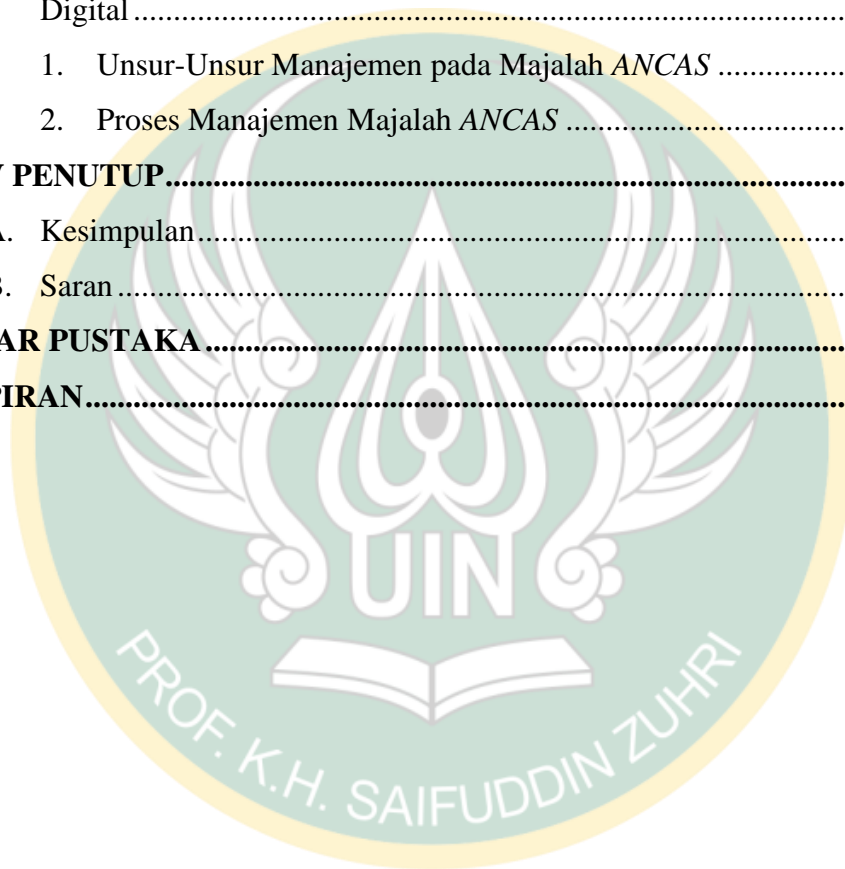 Digital ..........................................................................................
1. Unsur-Unsur Manajemen pada Majalah ANCAS ................
2. Proses Manajemen Majalah ANCAS ...................................
PENUTUP......................................................................................
Kesimpulan..................................................................................
Saran ............................................................................................
AR PUSTAKA .................................................................................
PIRAN................................................................................................
UIN
PROF. K.H. SAIFUDDIN ZUHRI